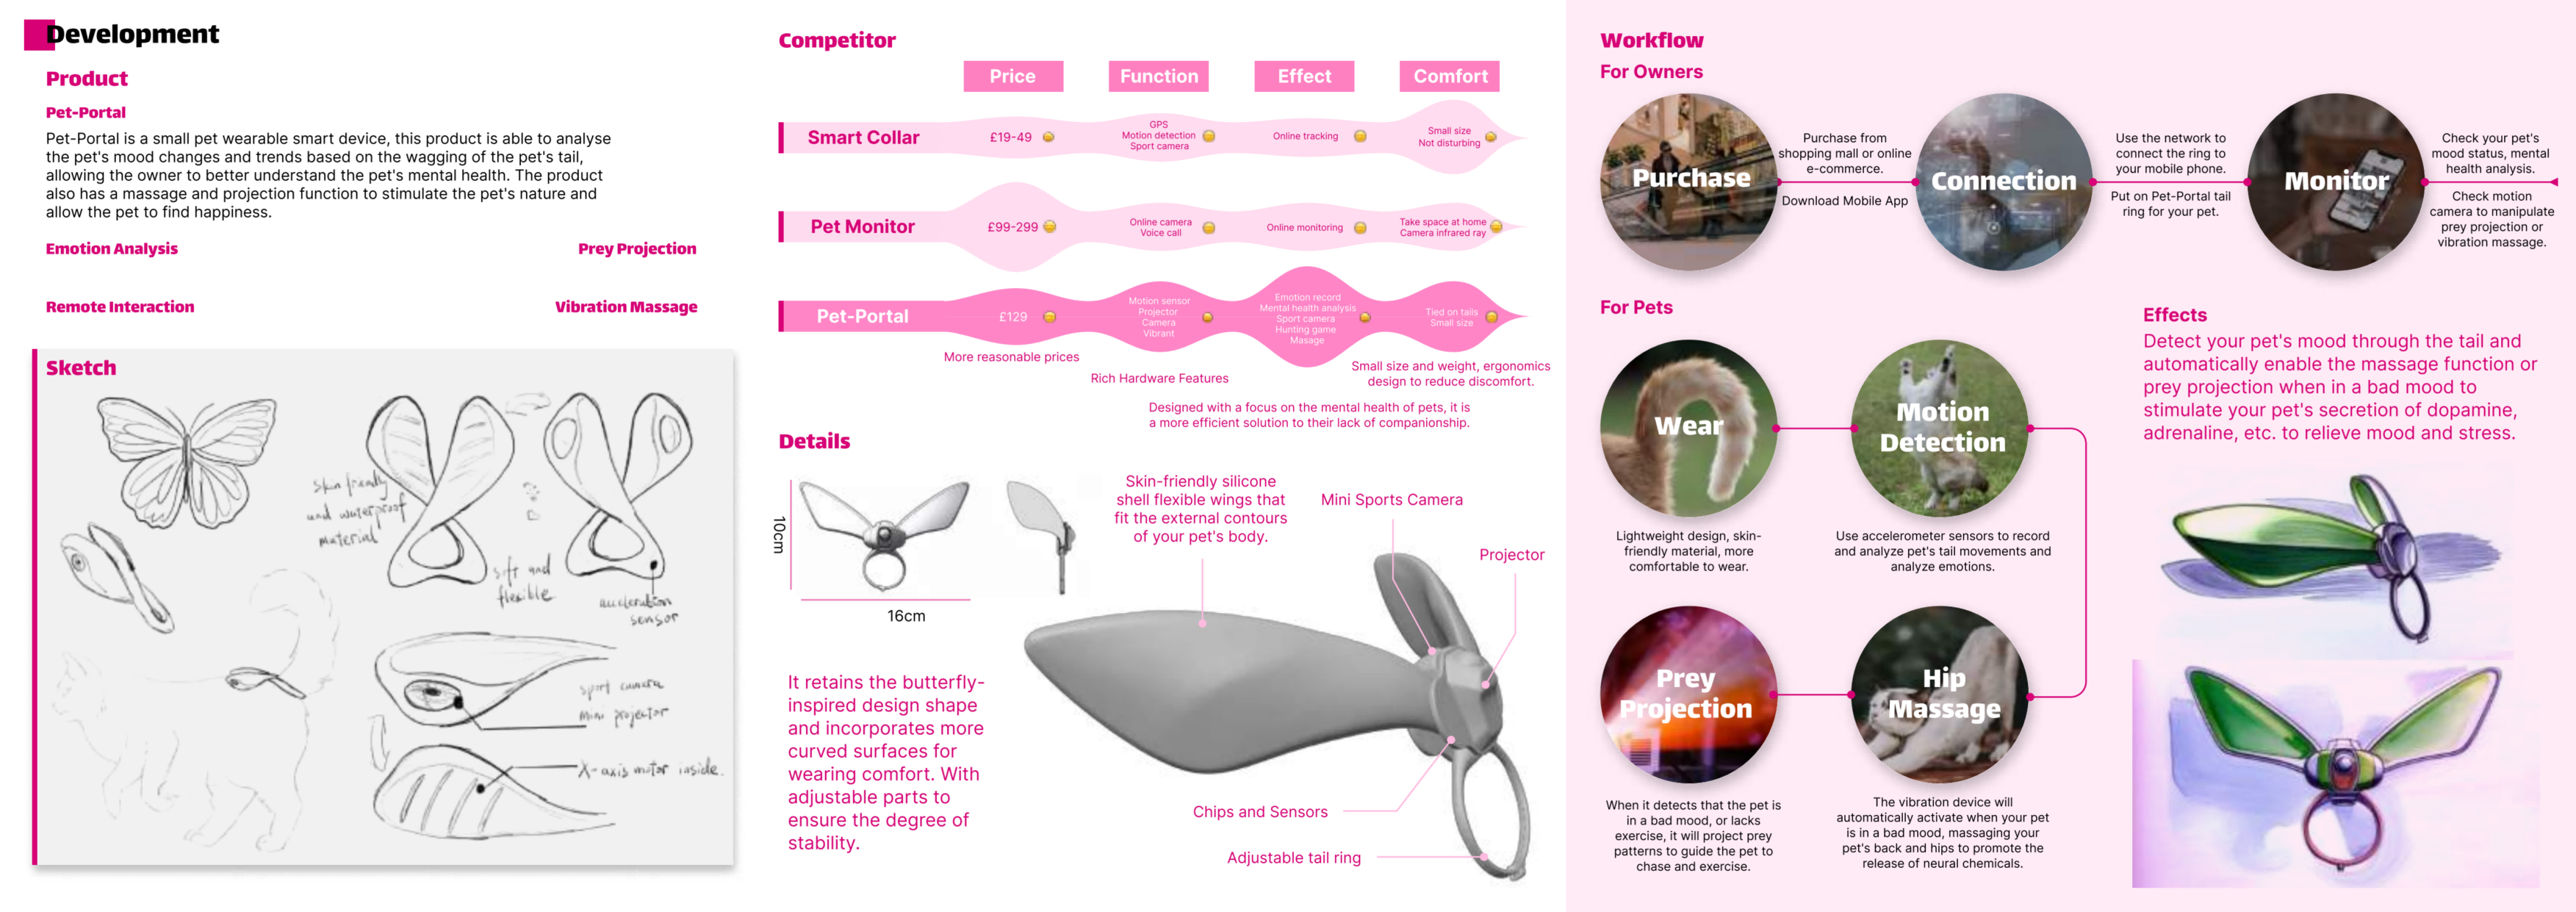 Development
Product
Pet-Portal
Pet-Portal is a small pet wearable smart device, this product is able to analyse
the pet's mood changes and trends based on the wagging of the pet's tail,
allowing the owner to better understand the pet's mental health. The product
also has a massage and projection function to stimulate the pet's nature and
allow the pet to find happiness.
Emotion Analysis
Prey Projection
Remote Interaction
Vibration Massage
Sketch
skin friendly
and waterproof
material
soft and
flexible
acceleration
sensor
sport camera
mini projector
X-axis motor inside.
Competitor
Price
Function
Effect
Comfort
Smart Collar
£19-49
GPS
Motion detection
Sport camera
Online tracking
Small size
Not disturbing
Pet Monitor
£99-299
Online camera
Voice call
Online monitoring
Take space at home
Camera infrared ray
Pet-Portal
£129
Motion sensor
Projector
Camera
Vibrant
Emotion record
Mental health analysis
Sport camera
Hunting game
Masage
Tied on tails
Small size
More reasonable prices
Rich Hardware Features
Small size and weight, ergonomics
design to reduce discomfort.
Designed with a focus on the mental health of pets, it is
a more efficient solution to their lack of companionship.
Details
10cm
16cm
Skin-friendly silicone
shell flexible wings that
fit the external contours
of your pet's body.
Mini Sports Camera
Projector
It retains the butterfly-
inspired design shape
and incorporates more
curved surfaces for
wearing comfort. With
adjustable parts to
ensure the degree of
stability.
Chips and Sensors
Adjustable tail ring
Workflow
For Owners
Purchase
Purchase from
shopping mall or online
e-commerce.
Download Mobile App
Connection
Use the network to
connect the ring to
your mobile phone.
Put on Pet-Portal tail
ring for your pet.
Monitor
Check your pet's
mood status, mental
health analysis.
Check motion
camera to manipulate
prey projection or
vibration massage.
For Pets
Wear
Lightweight design, skin-
friendly material, more
comfortable to wear.
Motion
Detection
Use accelerometer sensors to record
and analyze pet's tail movements and
analyze emotions.
Prey
Projection
When it detects that the pet is
in a bad mood, or lacks
exercise, it will project prey
patterns to guide the pet to
chase and exercise.
Hip
Massage
The vibration device will
automatically activate when your pet
is in a bad mood, massaging your
pet's back and hips to promote the
release of neural chemicals.
Effects
Detect your pet's mood through the tail and
automatically enable the massage function or
prey projection when in a bad mood to
stimulate your pet's secretion of dopamine,
adrenaline, etc. to relieve mood and stress.